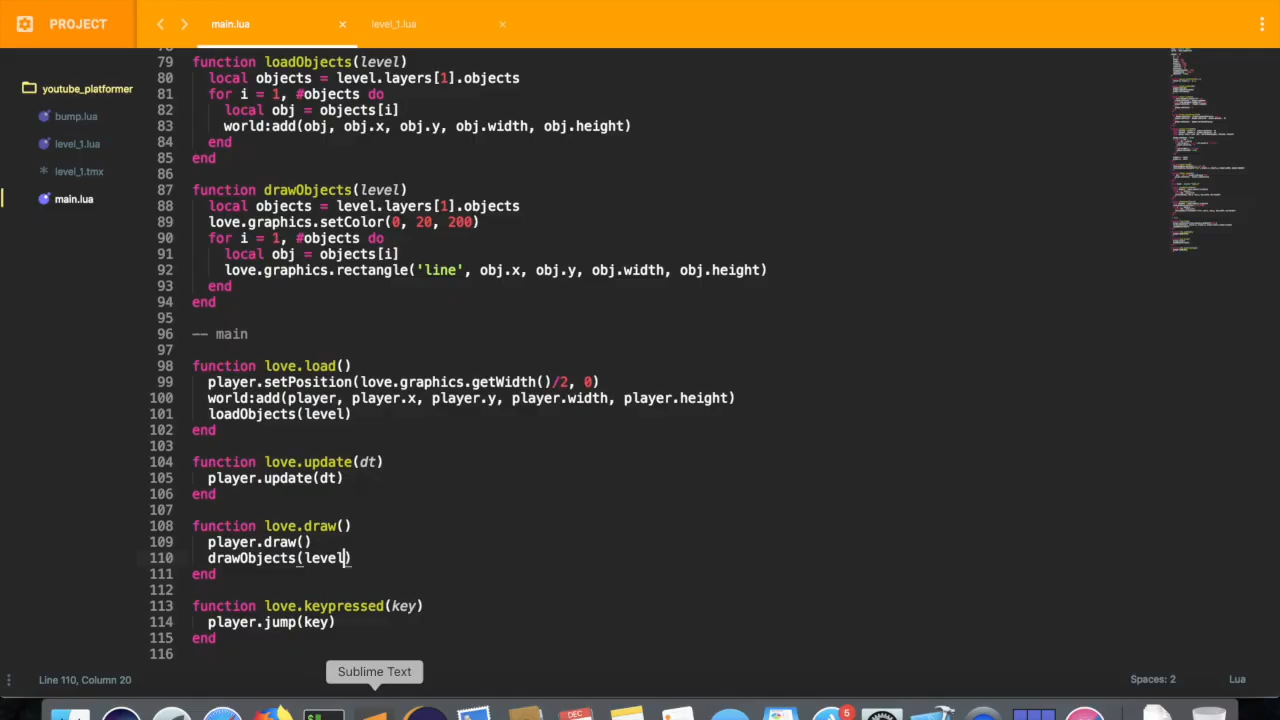 PROJECT
main.lua
level_1.lua
youtube_platformer
bump.lua
level_1.lua
level_1.tmx
main.lua
79 function loadObjects(level)
80 local objects = level.layers[1].objects
81 for i = 1, #objects do
82 local obj = objects[i]
83 world:add(obj, obj.x, obj.y, obj.width, obj.height)
84 end
85 end
86
87 function drawObjects(level)
88 local objects = level.layers[1].objects
89 love.graphics.setColor(0, 20, 200)
90 for i = 1, #objects do
91 local obj = objects[i]
92 love.graphics.rectangle('line', obj.x, obj.y, obj.width, obj.height)
93 end
94 end
95
96 -- main
97
98 function love.load()
99 player.setPosition(love.graphics.getWidth()/2, 0)
100 world:add(player, player.x, player.y, player.width, player.height)
101 loadObjects(level)
102 end
103
104 function love.update(dt)
105 player.update(dt)
106 end
107
108 function love.draw()
109 player.draw()
110 drawObjects(level)
111 end
112
113 function love.keypressed(key)
114 player.jump(key)
115 end
116
Sublime Text
Line 110, Column 20
Spaces: 2
Lua
DEC
5